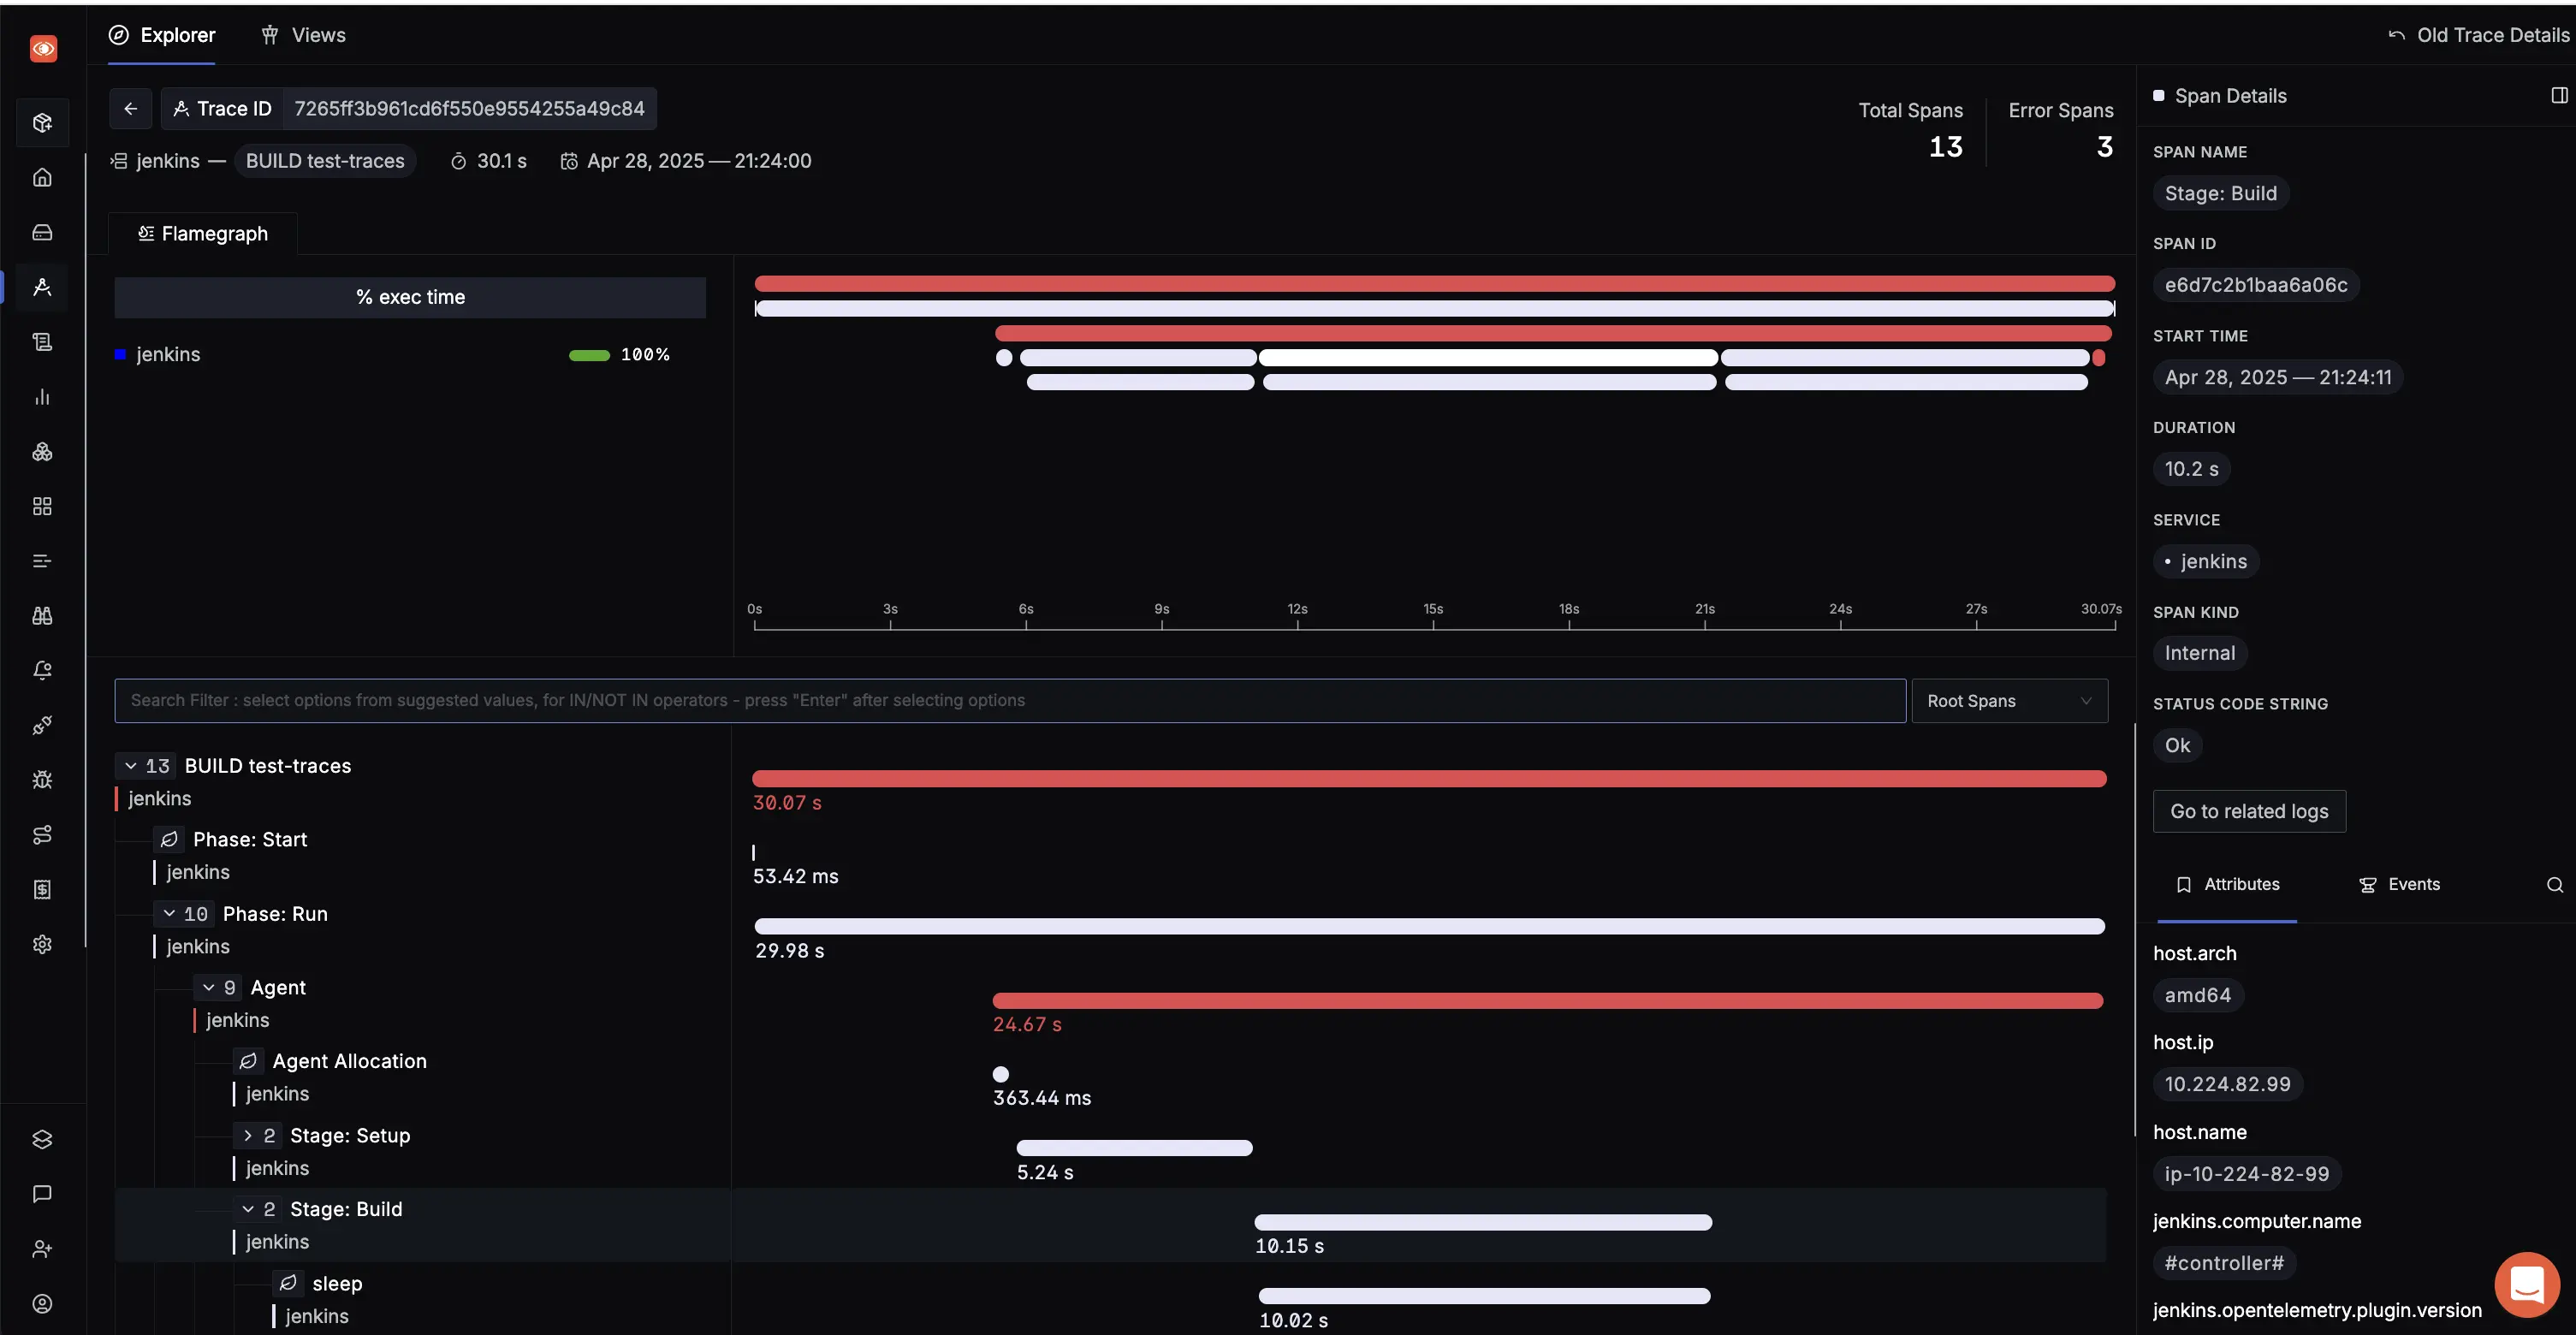 Explorer
Views
Old Trace Details
Trace ID 7265ff3b961cd6f550e9554255a49c84
jenkins — BUILD test-traces 30.1 s Apr 28, 2025 — 21:24:00
Total Spans
13
Error Spans
3
Flamegraph
% exec time
jenkins 100%
0s 3s 6s 9s 12s 15s 18s 21s 24s 27s 30.07s
Search Filter : select options from suggested values, for IN/NOT IN operators - press "Enter" after selecting options
Root Spans
13 BUILD test-traces
jenkins
30.07 s
Phase: Start
jenkins
53.42 ms
10 Phase: Run
jenkins
29.98 s
9 Agent
jenkins
24.67 s
Agent Allocation
jenkins
363.44 ms
2 Stage: Setup
jenkins
5.24 s
2 Stage: Build
jenkins
10.15 s
sleep
jenkins
10.02 s
Span Details
SPAN NAME
Stage: Build
SPAN ID
e6d7c2b1baa6a06c
START TIME
Apr 28, 2025 — 21:24:11
DURATION
10.2 s
SERVICE
• jenkins
SPAN KIND
Internal
STATUS CODE STRING
Ok
Go to related logs
Attributes
Events
host.arch
amd64
host.ip
10.224.82.99
host.name
ip-10-224-82-99
jenkins.computer.name
#controller#
jenkins.opentelemetry.plugin.version